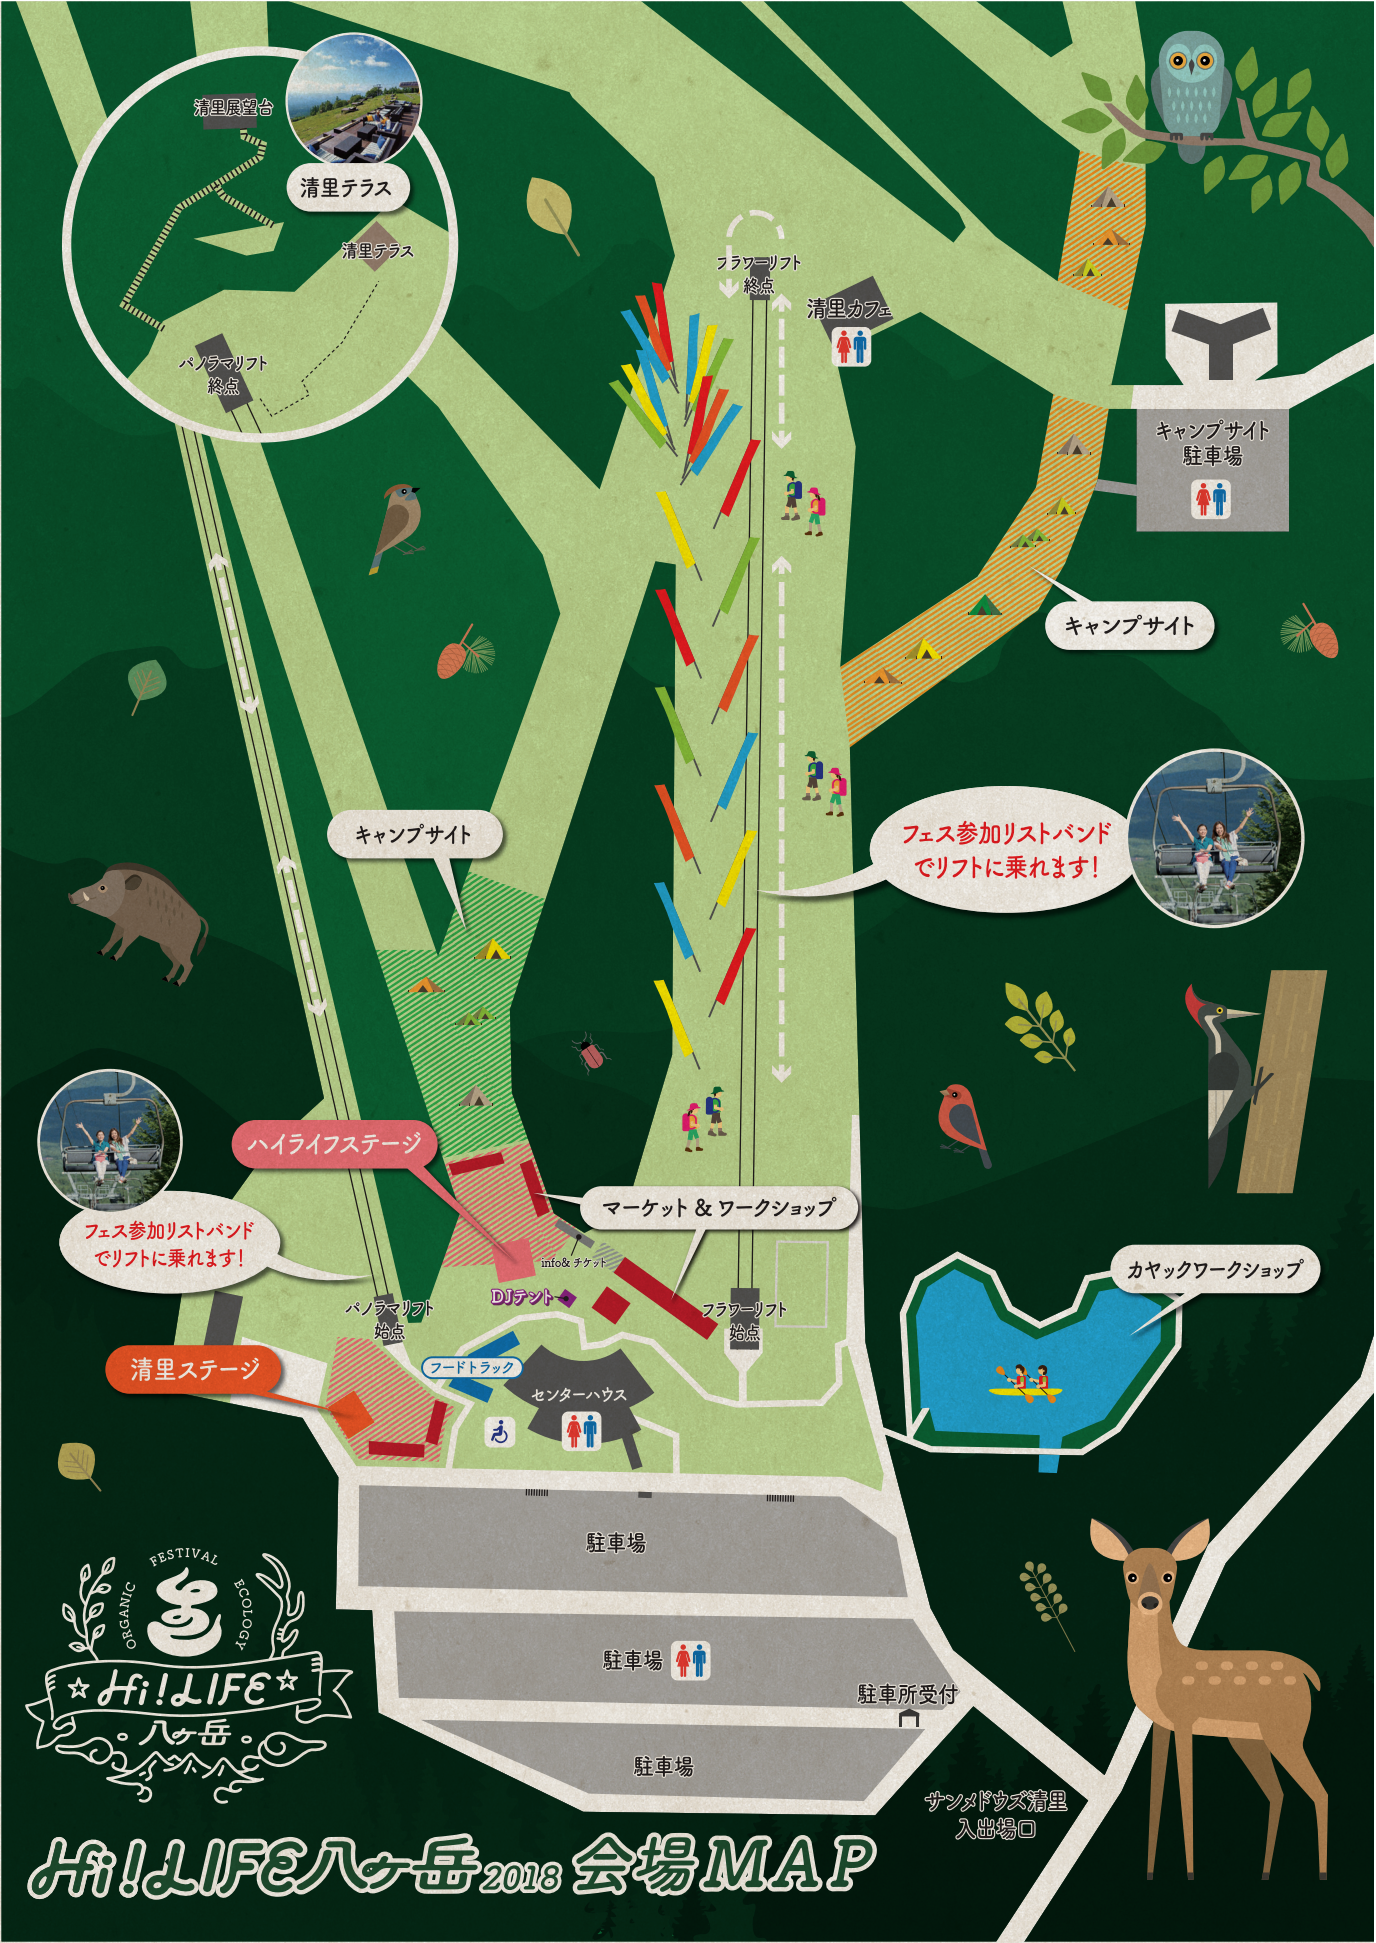 清里展望台
清里テラス
清里テラス
パノラマリフト
終点
フラワーリフト
終点
清里カフェ
キャンプサイト
駐車場
キャンプサイト
キャンプサイト
フェス参加リストバンド
でリフトに乗れます!
ハイライフステージ
マーケット & ワークショップ
フェス参加リストバンド
でリフトに乗れます!
info& チケット
DJテント
パノラマリフト
始点
フラワーリフト
始点
カヤックワークショップ
清里ステージ
フードトラック
センターハウス
駐車場
駐車場
駐車所受付
駐車場
サンメドウズ清里
入出場口
ORGANIC FESTIVAL ECOLOGY
Hi!LIFE
八ヶ岳
Hi!LIFE八ヶ岳2018 会場MAP